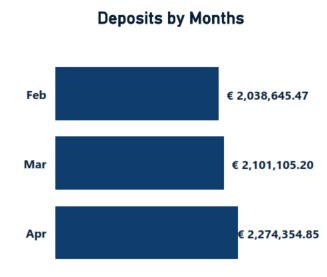 Deposits by Months
Feb € 2,038,645.47
Mar € 2,101,105.20
Apr € 2,274,354.85